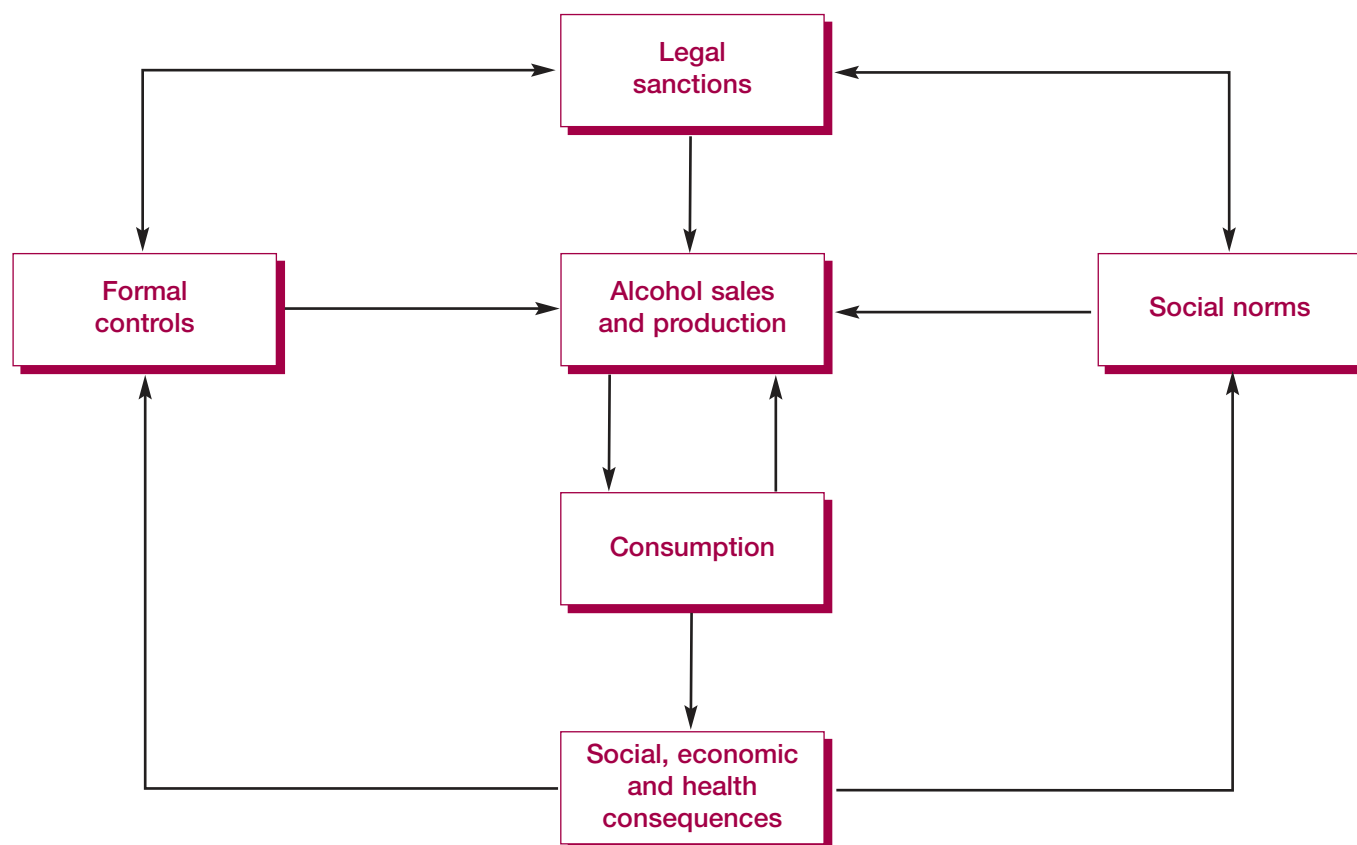 Legal
sanctions
Formal
controls
Alcohol sales
and production
Social norms
Consumption
Social, economic
and health
consequences